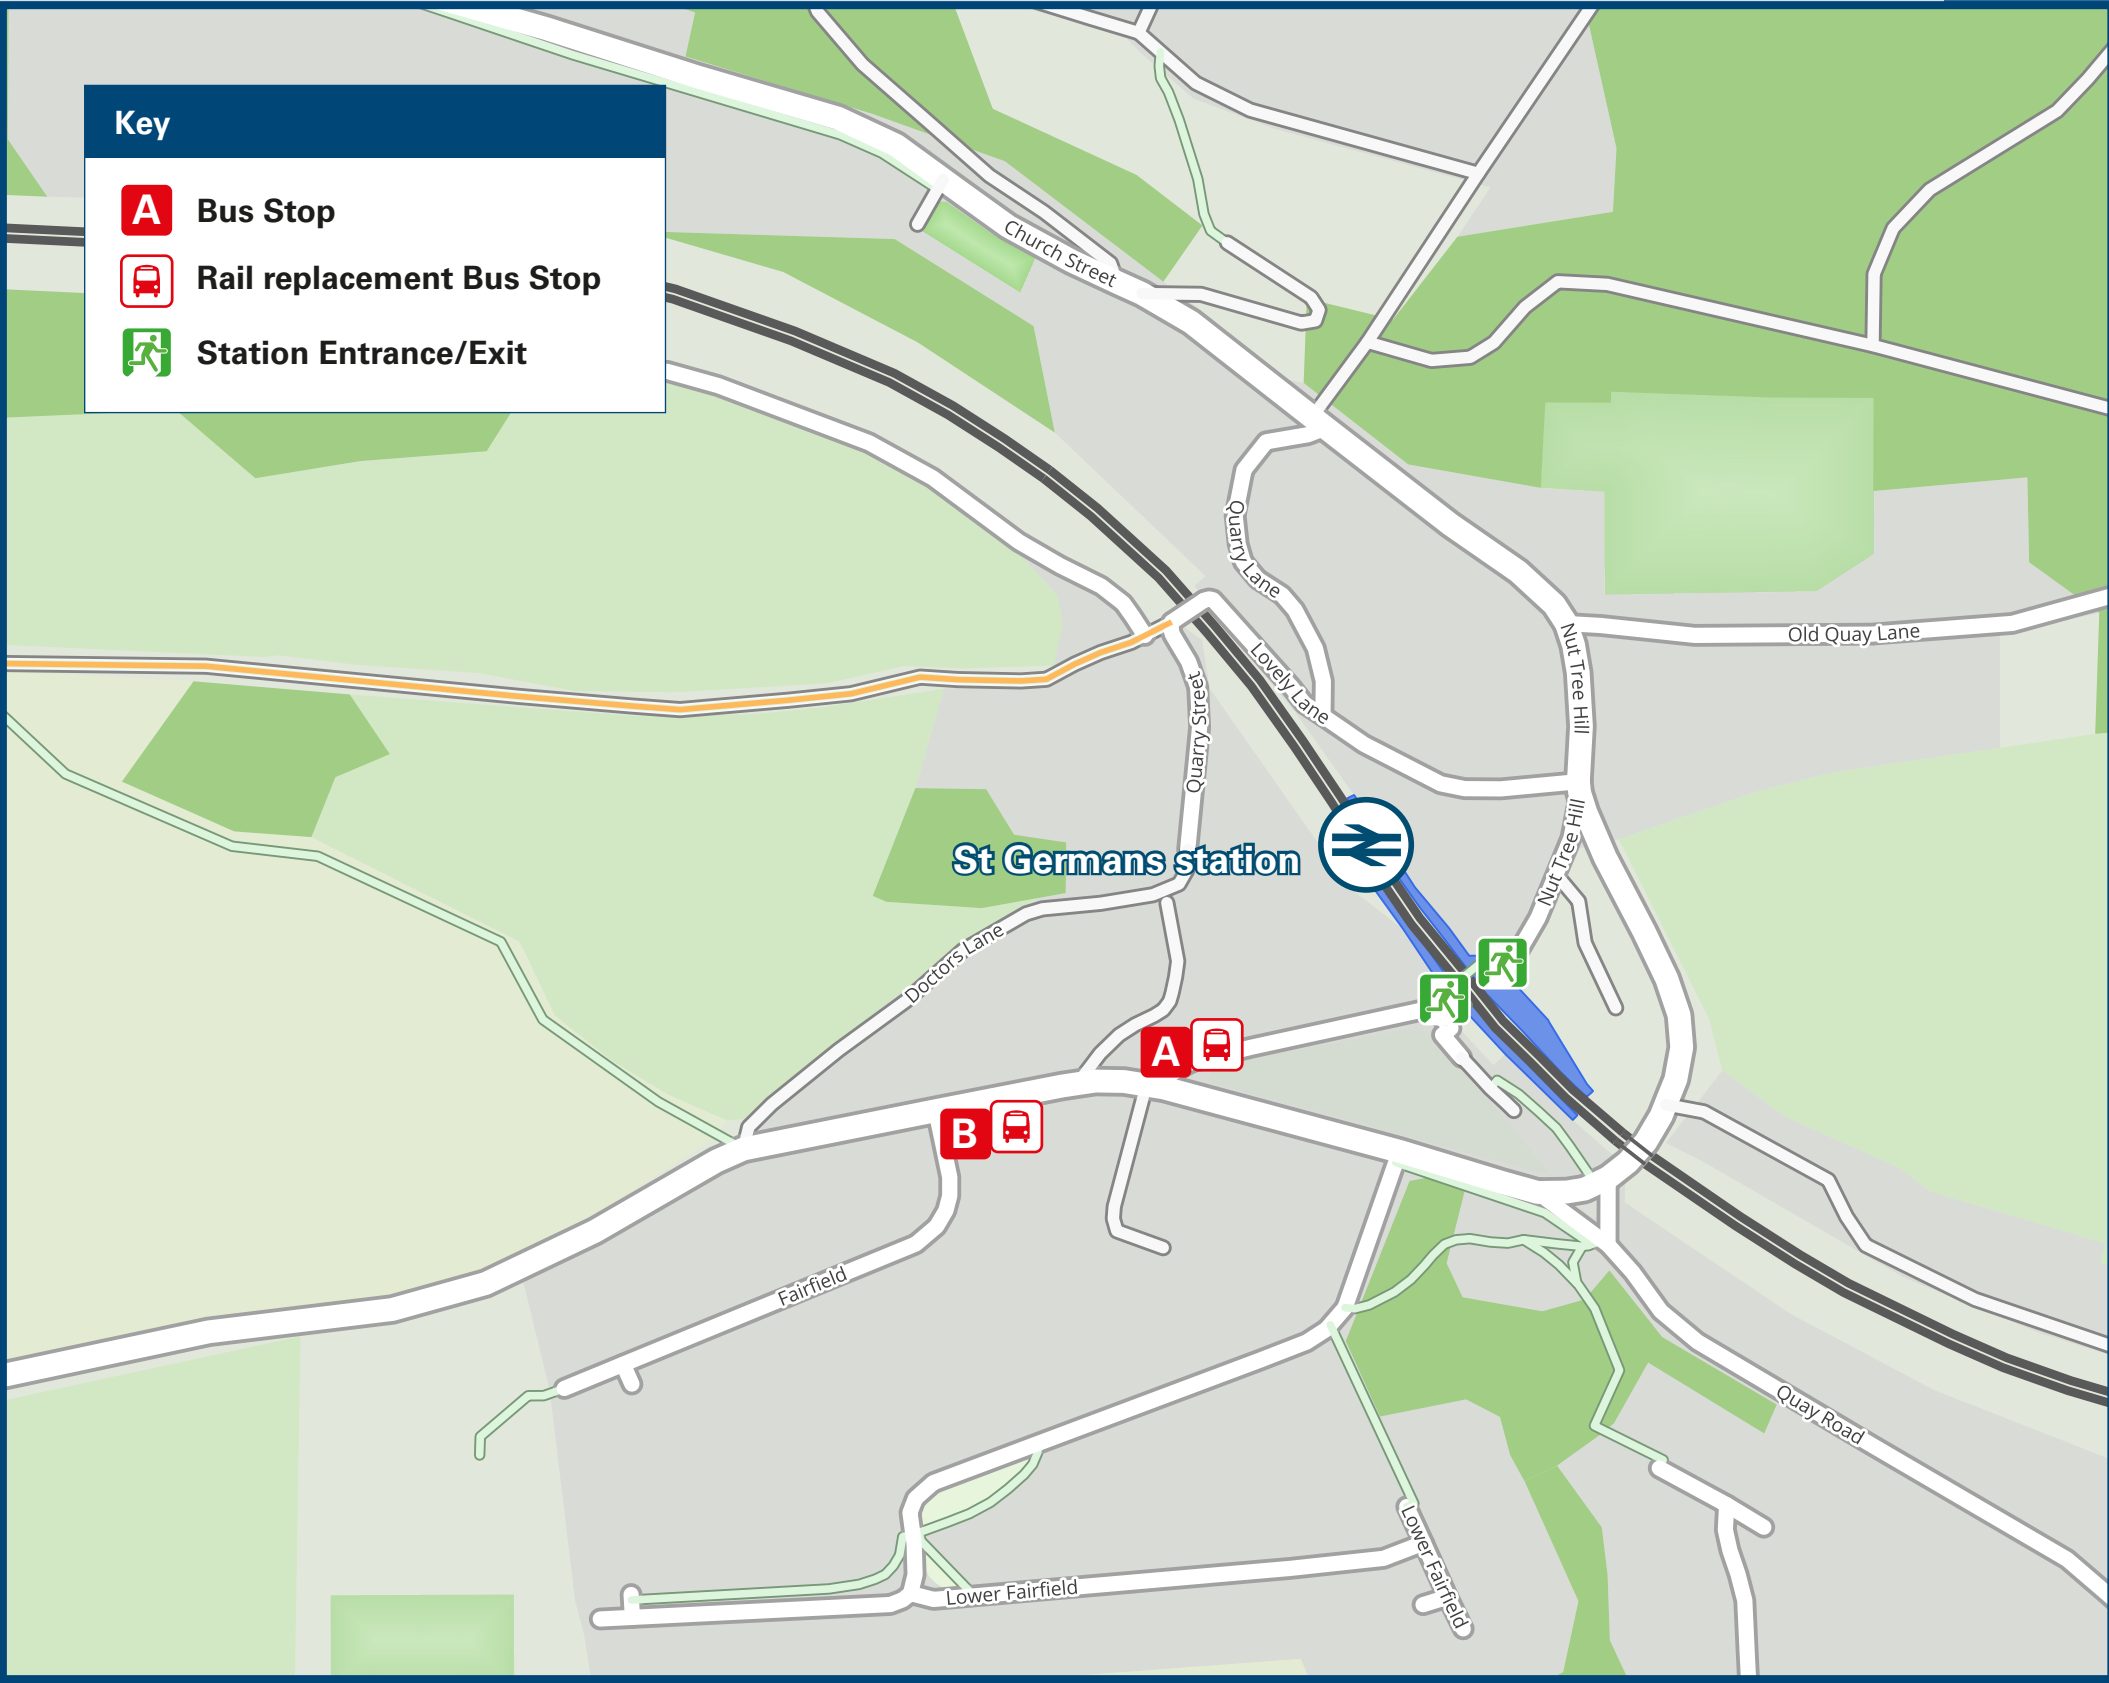 Key
A
Bus Stop
Rail replacement Bus Stop
Station Entrance/Exit
Church Street
Quarry Lane
Lovely Lane
Nut Tree Hill
Old Quay Lane
Quarry Street
Nut Tree Hill
St Germans station
Doctors Lane
A
B
Fairfield
Quay Road
Lower Fairfield
Lower Fairfield